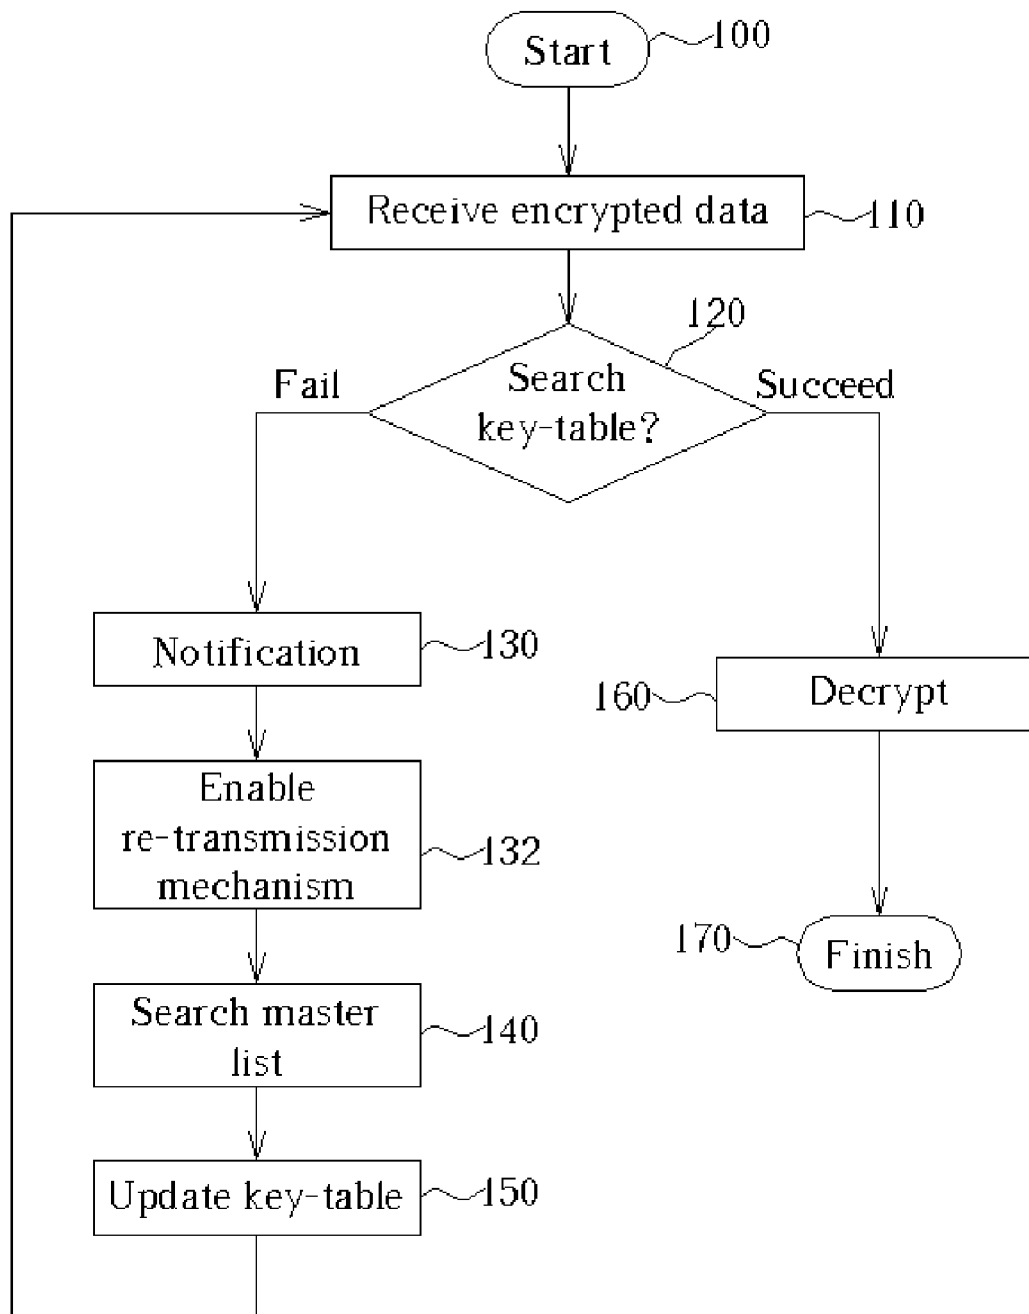 Start
100
Receive encrypted data
110
120
Search
key-table?
Fail
Succeed
Notification
130
Decrypt
160
Enable
re-transmission
mechanism
132
Finish
170
Search master
list
140
Update key-table
150